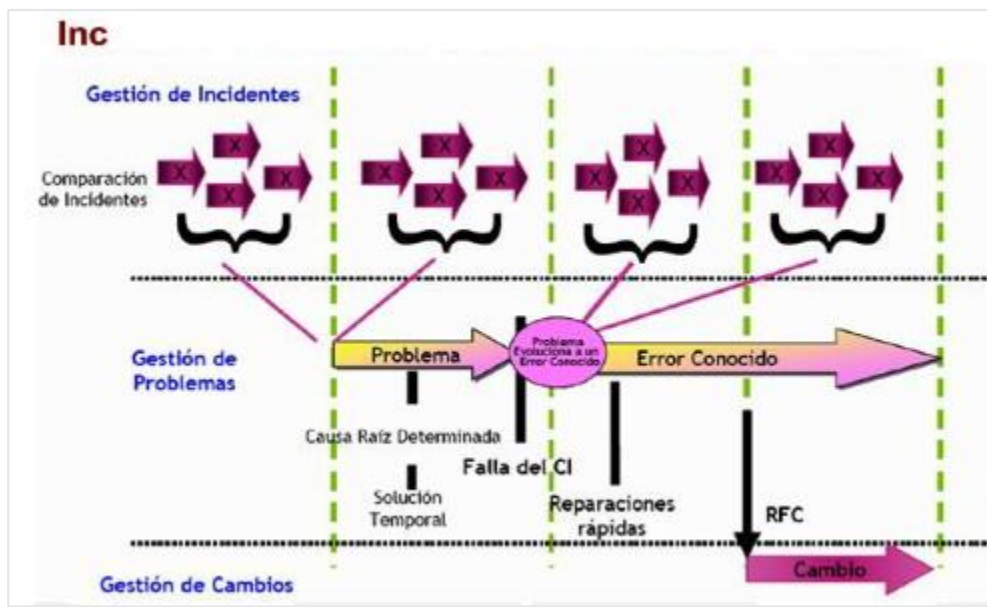 Inc
Gestión de Incidentes
X X X X
X X X X
X X X X
X X X X
Comparación
de Incidentes
Gestión de
Problemas
Problema
Problema
Evoluciona a un
Error Conocido
Error Conocido
Causa Raíz Determinada
Falla del CI
Solución
Temporal
Reparaciones
rápidas
RFC
Gestión de Cambios
Cambio